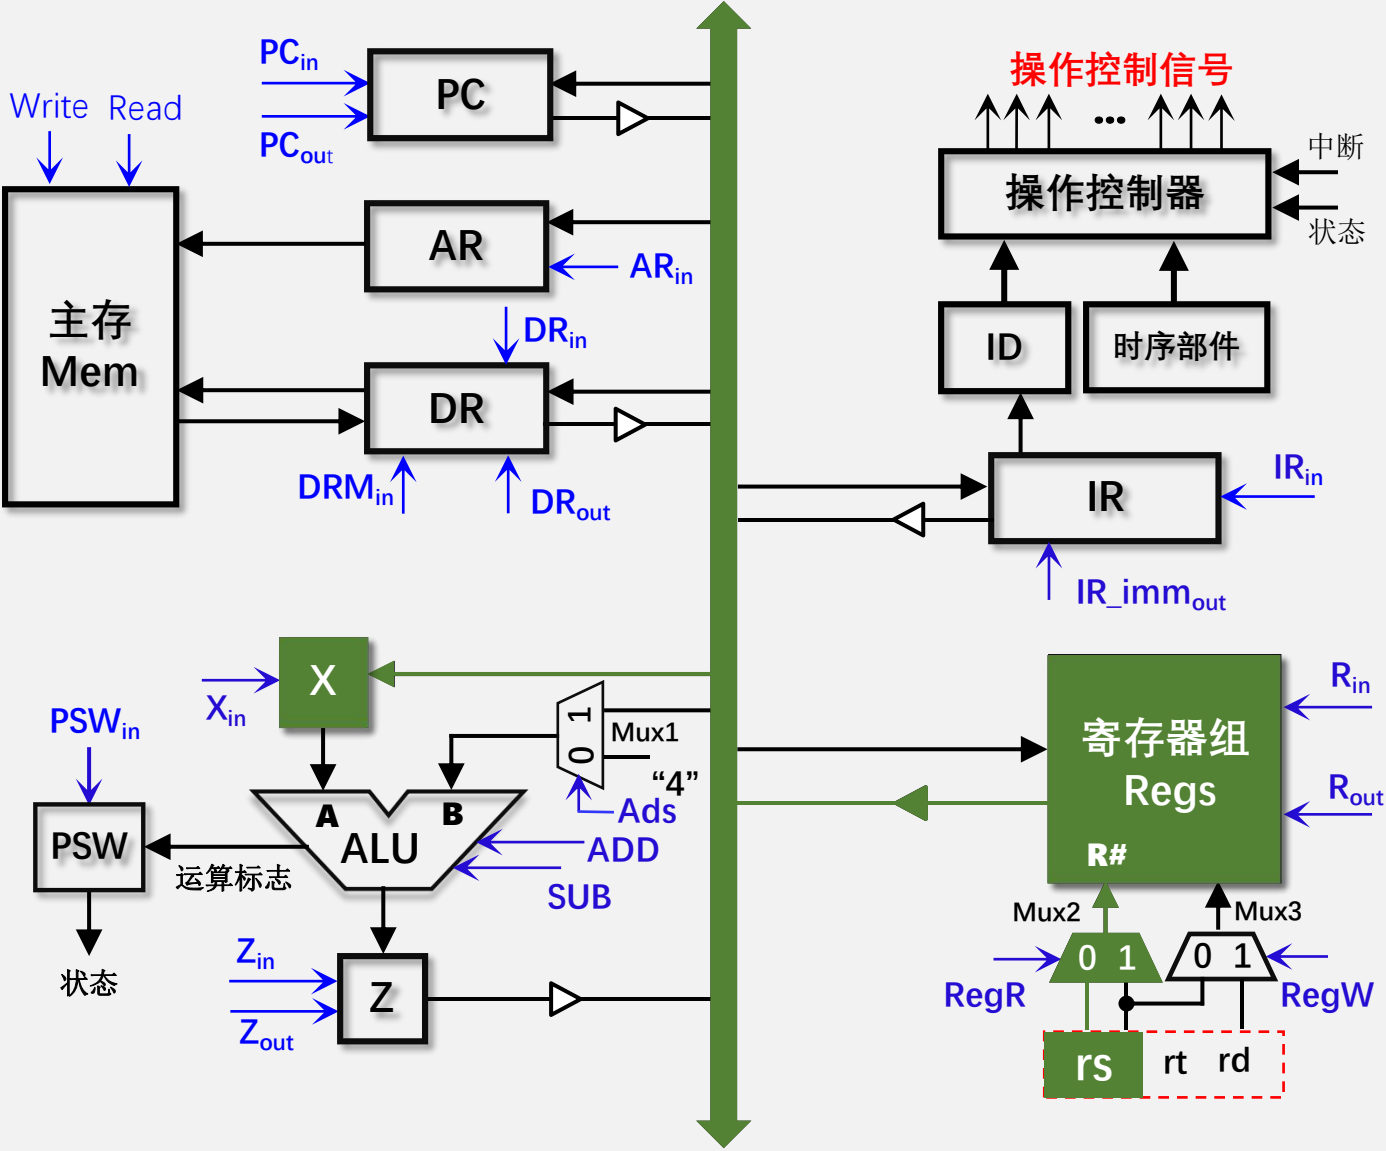 PCin
PC
PCout
Write
Read
操作控制信号
...
操作控制器
中断
状态
AR
ARin
主存
Mem
DRin
DR
DRMin
DRout
ID
时序部件
IR
IRin
IR_immout
X
Xin
1
0
Mux1
“4”
Ads
PSWin
PSW
运算标志
状态
A
B
ALU
ADD
SUB
Zin
Z
Zout
寄存器组
Regs
R#
Rin
Rout
Mux2
Mux3
0 1
0 1
RegR
RegW
rs rt rd